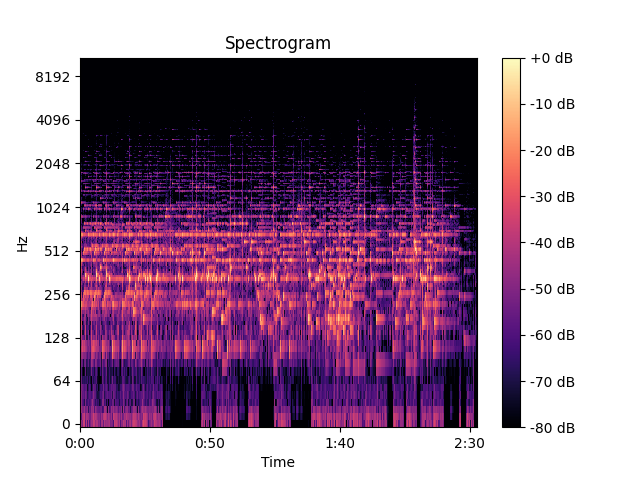 Spectrogram
Hz
8192
4096
2048
1024
512
256
128
64
0
0:00
0:50
1:40
2:30
Time
+0 dB
-10 dB
-20 dB
-30 dB
-40 dB
-50 dB
-60 dB
-70 dB
-80 dB